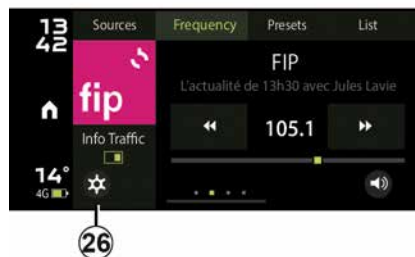 13
42
Sources
Frequency
Presets
List
fip
FIP
L'actualité de 13h30 avec Jules Lavie
105.1
Info Traffic
14°
4G
26